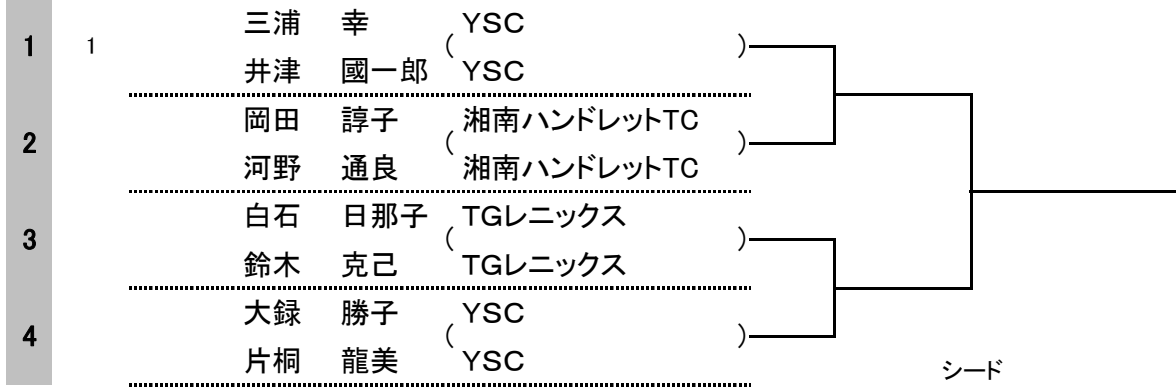 三浦 幸 YSC
1 1 ( )
井津 國一郎 YSC
岡田 諄子 湘南ハンドレットTC
2 ( )
河野 通良 湘南ハンドレットTC
白石 日那子 TGレニックス
3 ( )
鈴木 克己 TGレニックス
大録 勝子 YSC
4 ( )
片桐 龍美 YSC
シード